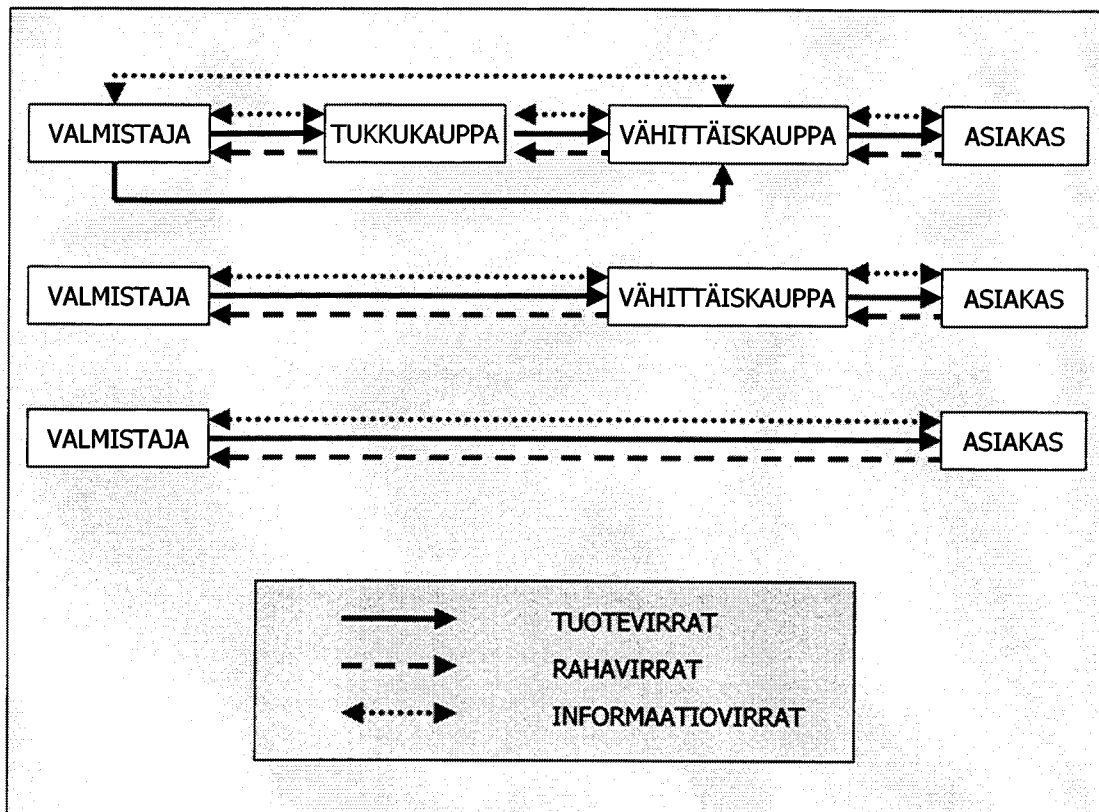 VALMISTAJA TUKKUKAUPPA VÄHITTÄISKAUPPA ASIAKAS
VALMISTAJA VÄHITTÄISKAUPPA ASIAKAS
VALMISTAJA ASIAKAS
TUOTEVIRRAT
RAHAVIRRAT
INFORMAATIOVIRRAT